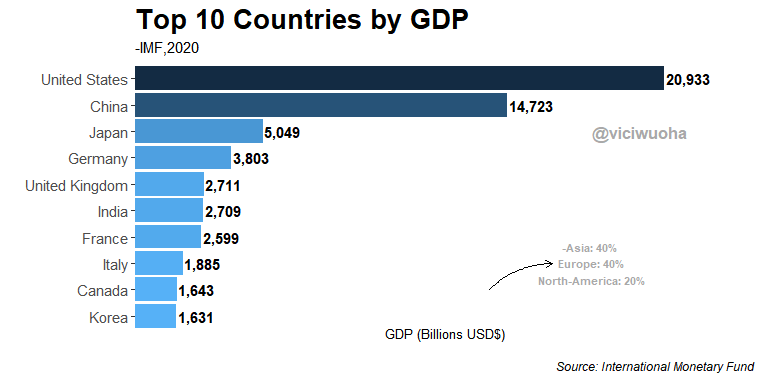 Top 10 Countries by GDP
-IMF,2020
United States 20,933
China 14,723
Japan 5,049
@viciwuoha
Germany 3,803
United Kingdom 2,711
India 2,709
France 2,599
-Asia: 40%
Europe: 40%
North-America: 20%
Italy 1,885
Canada 1,643
Korea 1,631
GDP (Billions USD$)
Source: International Monetary Fund